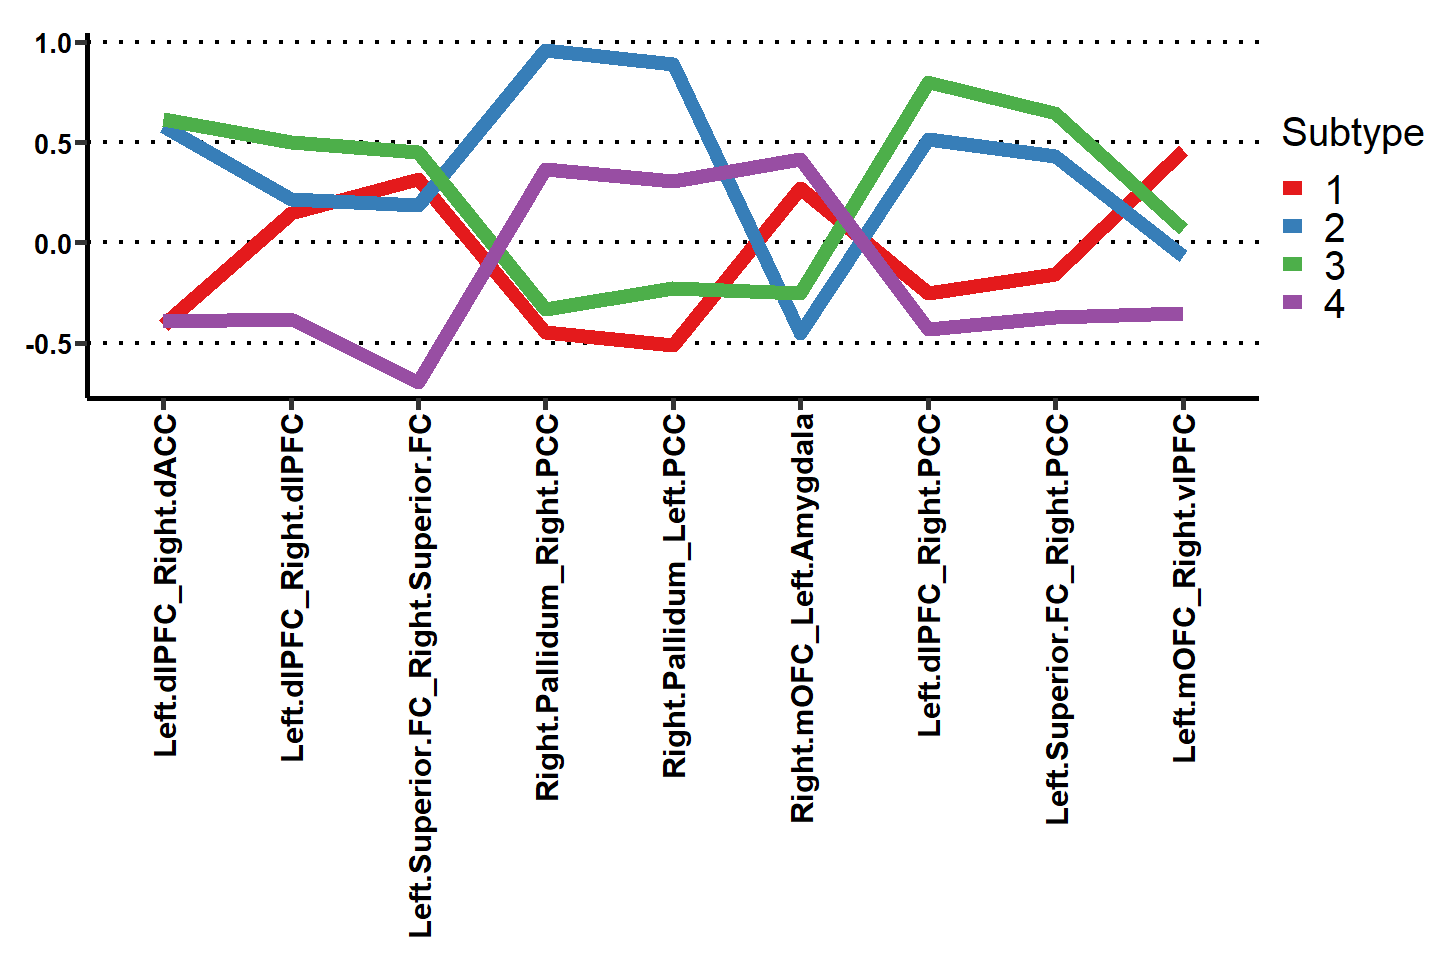 1.0
0.5
0.0
-0.5
Left.dlPFC_Right.dACC
Left.dlPFC_Right.dlPFC
Left.Superior.FC_Right.Superior.FC
Right.Pallidum_Right.PCC
Right.Pallidum_Left.PCC
Right.mOFC_Left.Amygdala
Left.dlPFC_Right.PCC
Left.Superior.FC_Right.PCC
Left.mOFC_Right.vlPFC
Subtype
1
2
3
4